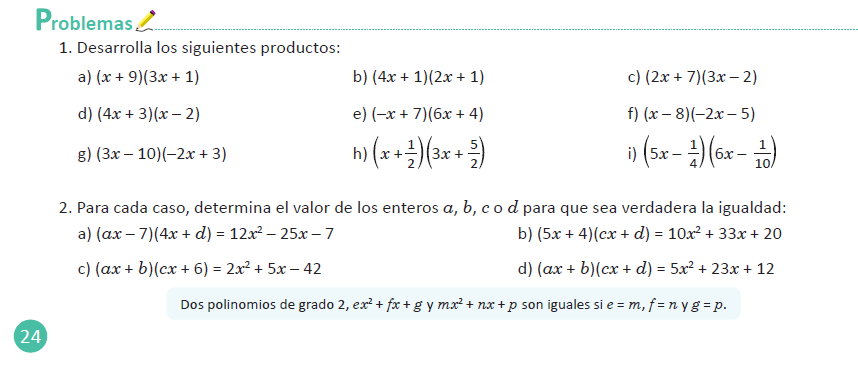 Problemas
1. Desarrolla los siguientes productos:
a) (x + 9)(3x + 1) b) (4x + 1)(2x + 1) c) (2x + 7)(3x – 2)
d) (4x + 3)(x – 2) e) (–x + 7)(6x + 4) f) (x – 8)(–2x – 5)
g) (3x – 10)(–2x + 3) h) (x + 1/2)(3x + 5/2) i) (5x – 1/4)(6x – 1/10)
2. Para cada caso, determina el valor de los enteros a, b, c o d para que sea verdadera la igualdad:
a) (ax – 7)(4x + d) = 12x² – 25x – 7 b) (5x + 4)(cx + d) = 10x² + 33x + 20
c) (ax + b)(cx + 6) = 2x² + 5x – 42 d) (ax + b)(cx + d) = 5x² + 23x + 12
Dos polinomios de grado 2, ex² + fx + g y mx² + nx + p son iguales si e = m, f = n y g = p.
24